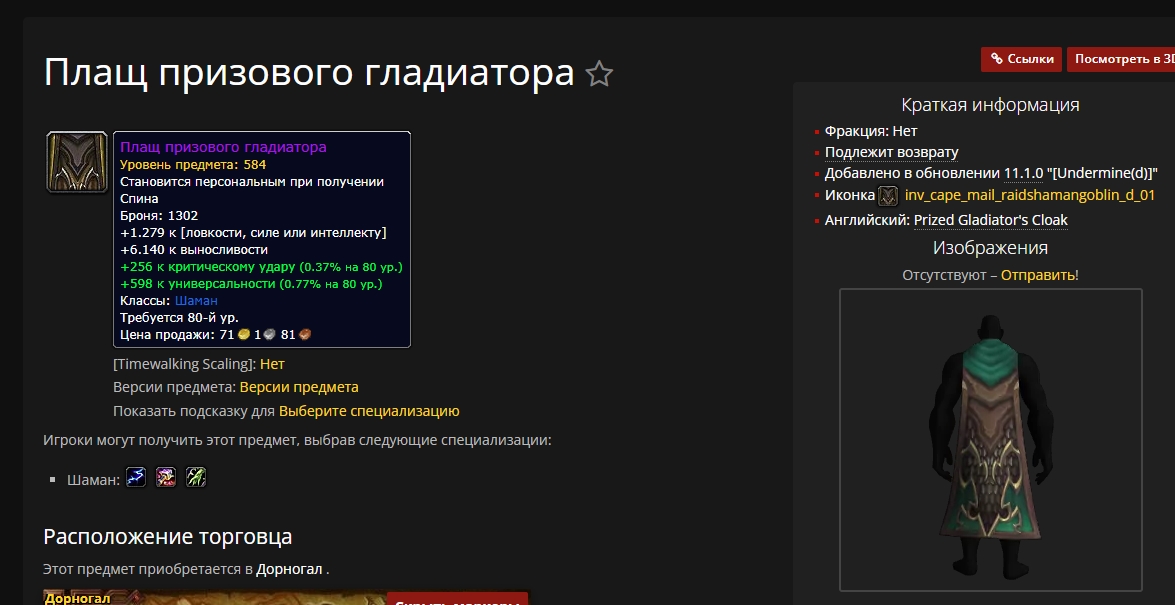 Плащ призового гладиатора
Ссылки
Посмотреть в 3D
Плащ призового гладиатора
Уровень предмета: 584
Становится персональным при получении
Спина
Броня: 1302
+1.279 к [ловкости, силе или интеллекту]
+6.140 к выносливости
+256 к критическому удару (0.37% на 80 ур.)
+598 к универсальности (0.77% на 80 ур.)
Классы: Шаман
Требуется 80-й ур.
Цена продажи: 71 1 81
[Timewalking Scaling]: Нет
Версии предмета: Версии предмета
Показать подсказку для Выберите специализацию
Игроки могут получить этот предмет, выбрав следующие специализации:
Шаман:
Расположение торговца
Этот предмет приобретается в Дорногал .
Дорногал
Краткая информация
Фракция: Нет
Подлежит возврату
Добавлено в обновлении 11.1.0 "[Undermine(d)]"
Иконка inv_cape_mail_raidshamangoblin_d_01
Английский: Prized Gladiator's Cloak
Изображения
Отсутствуют – Отправить!